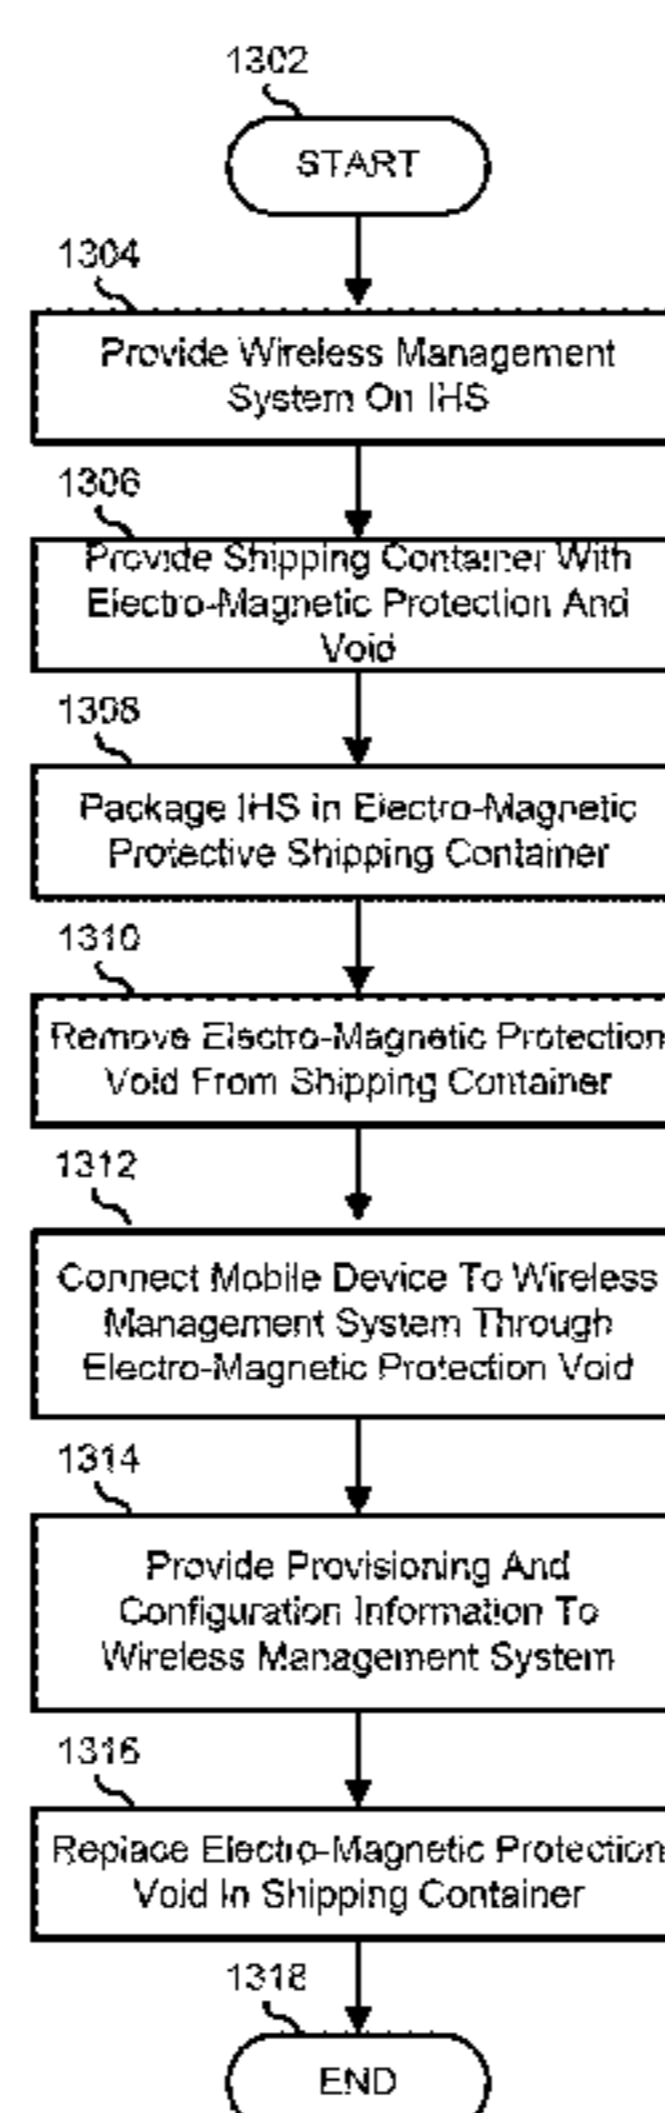 1302
START
1304
Provide Wireless Management
System On IHS
1306
Provide Shipping Container With
Electro-Magnetic Protection And
Void
1308
Package IHS in Electro-Magnetic
Protective Shipping Container
1310
Remove Electro-Magnetic Protection
Void From Shipping Container
1312
Connect Mobile Device To Wireless
Management System Through
Electro-Magnetic Protection Void
1314
Provide Provisioning And
Configuration Information To
Wireless Management System
1316
Replace Electro-Magnetic Protection
Void In Shipping Container
1318
END